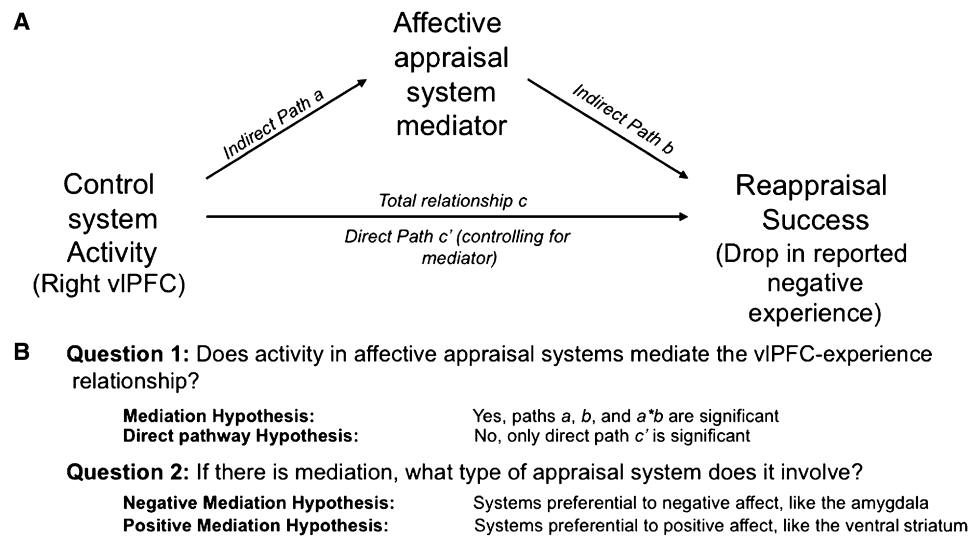 A
Affective
appraisal
system
mediator
Indirect Path a
Indirect Path b
Control
system
Activity
(Right vlPFC)
Total relationship c
Direct Path c’ (controlling for
mediator)
Reappraisal
Success
(Drop in reported
negative
experience)
B
Question 1: Does activity in affective appraisal systems mediate the vlPFC-experience
relationship?
Mediation Hypothesis: Yes, paths a, b, and a*b are significant
Direct pathway Hypothesis: No, only direct path c’ is significant
Question 2: If there is mediation, what type of appraisal system does it involve?
Negative Mediation Hypothesis: Systems preferential to negative affect, like the amygdala
Positive Mediation Hypothesis: Systems preferential to positive affect, like the ventral striatum